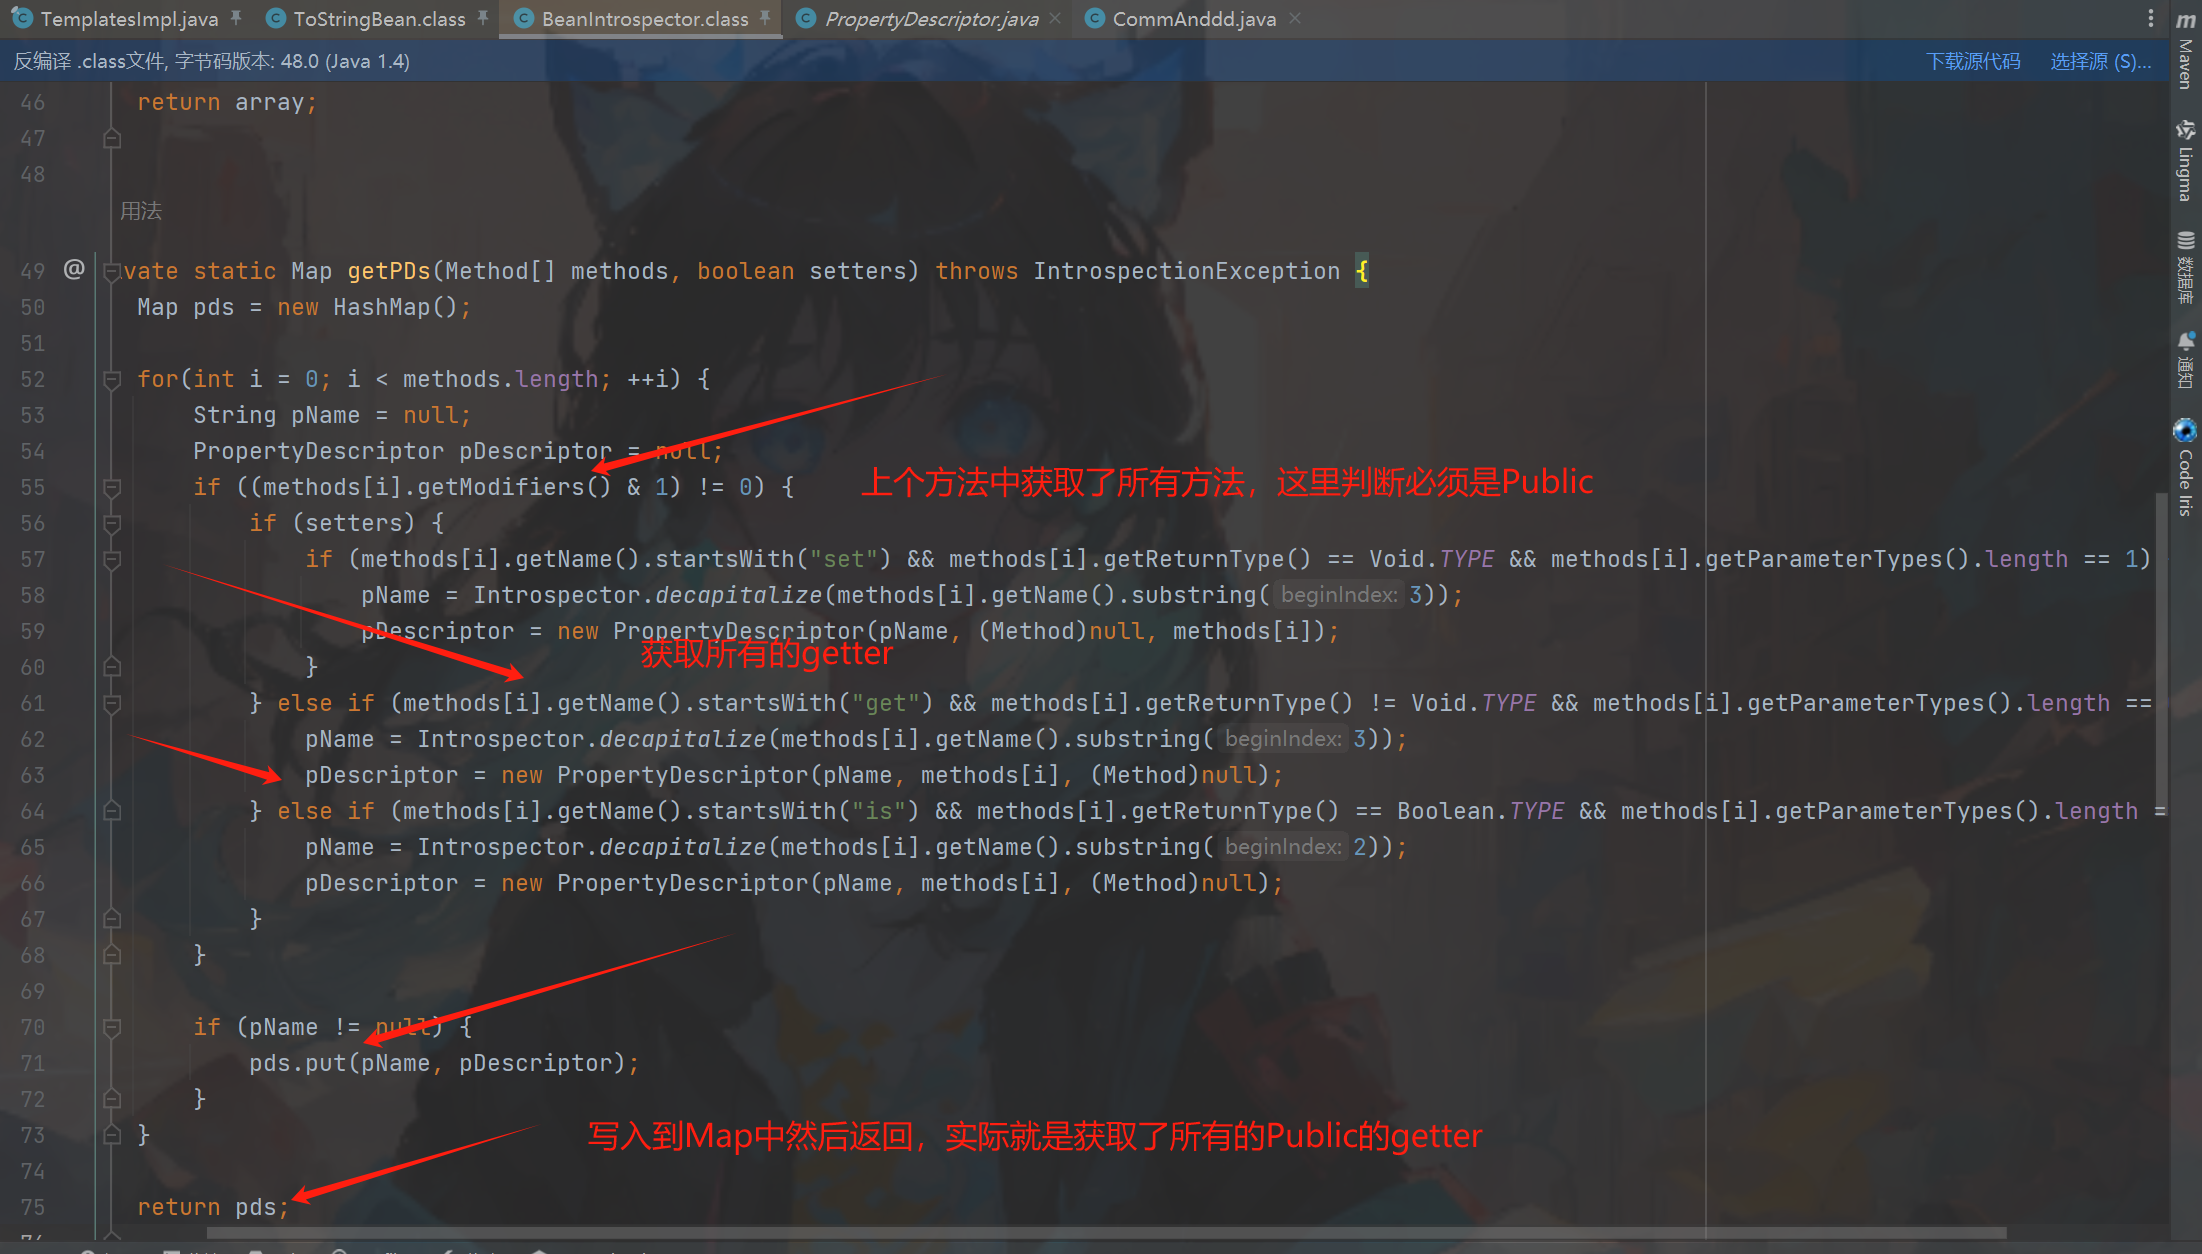 TemplatesImpl.java ToStringBean.class BeanIntrospector.class PropertyDescriptor.java CommAnddd.java
反编译 .class文件, 字节码版本: 48.0 (Java 1.4) 下载源代码 选择源 (S)...
46 return array;
47
48
用法
49 @ vate static Map getPDs(Method[] methods, boolean setters) throws IntrospectionException {
50 Map pds = new HashMap();
51
52 for(int i = 0; i < methods.length; ++i) {
53 String pName = null;
54 PropertyDescriptor pDescriptor = null;
55 if ((methods[i].getModifiers() & 1) != 0) {
上个方法中获取了所有方法，这里判断必须是Public
56 if (setters) {
57 if (methods[i].getName().startsWith("set") && methods[i].getReturnType() == Void.TYPE && methods[i].getParameterTypes().length == 1)
58 pName = Introspector.decapitalize(methods[i].getName().substring( beginIndex: 3));
59 pDescriptor = new PropertyDescriptor(pName, (Method)null, methods[i]);
获取所有的getter
60 }
61 } else if (methods[i].getName().startsWith("get") && methods[i].getReturnType() != Void.TYPE && methods[i].getParameterTypes().length ==
62 pName = Introspector.decapitalize(methods[i].getName().substring( beginIndex: 3));
63 pDescriptor = new PropertyDescriptor(pName, methods[i], (Method)null);
64 } else if (methods[i].getName().startsWith("is") && methods[i].getReturnType() == Boolean.TYPE && methods[i].getParameterTypes().length =
65 pName = Introspector.decapitalize(methods[i].getName().substring( beginIndex: 2));
66 pDescriptor = new PropertyDescriptor(pName, methods[i], (Method)null);
67 }
68 }
69
70 if (pName != null) {
71 pds.put(pName, pDescriptor);
72 }
73 }
写入到Map中然后返回，实际就是获取了所有的Public的getter
74
75 return pds;
m Maven
Lingma
数据库
通知
Code Iris